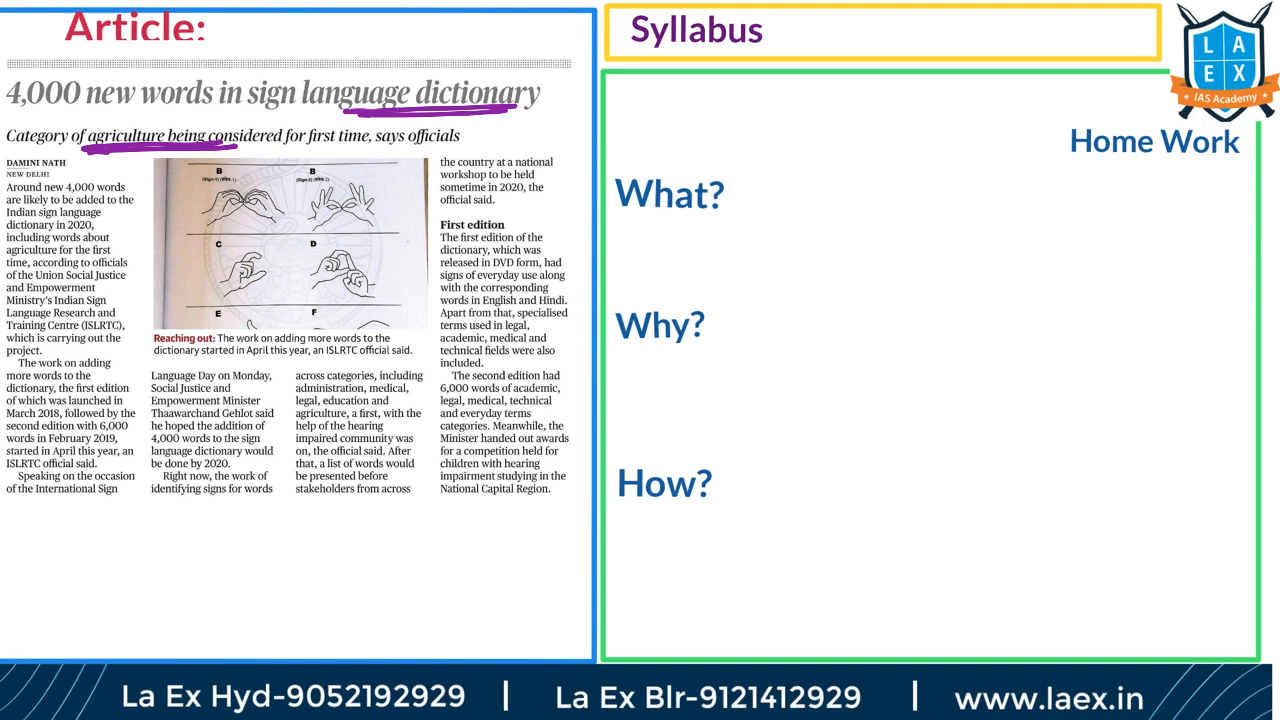 Article:
4,000 new words in sign language dictionary
Category of agriculture being considered for first time, says officials
DAMINI NATH
NEW DELHI
Around new 4,000 words
are likely to be added to the
Indian sign language
dictionary in 2020,
including words about
agriculture for the first
time, according to officials
of the Union Social Justice
and Empowerment
Ministry's Indian Sign
Language Research and
Training Centre (ISLRTC),
which is carrying out the
project.
The work on adding
more words to the
dictionary, the first edition
of which was launched in
March 2018, followed by the
second edition with 6,000
words in February 2019,
started in April this year, an
ISLRTC official said.
Speaking on the occasion
of the International Sign
B
B
C
D
E
F
Reaching out: The work on adding more words to the
dictionary started in April this year, an ISLRTC official said.
Language Day on Monday,
Social Justice and
Empowerment Minister
Thaawarchand Gehlot said
he hoped the addition of
4,000 words to the sign
language dictionary would
be done by 2020.
Right now, the work of
identifying signs for words
across categories, including
administration, medical,
legal, education and
agriculture, a first, with the
help of the hearing
impaired community was
on, the official said. After
that, a list of words would
be presented before
stakeholders from across
the country at a national
workshop to be held
sometime in 2020, the
official said.
First edition
The first edition of the
dictionary, which was
released in DVD form, had
signs of everyday use along
with the corresponding
words in English and Hindi.
Apart from that, specialised
terms used in legal,
academic, medical and
technical fields were also
included.
The second edition had
6,000 words of academic,
legal, medical, technical
and everyday terms
categories. Meanwhile, the
Minister handed out awards
for a competition held for
children with hearing
impairment studying in the
National Capital Region.
Syllabus
L A
E X
IAS Academy
Home Work
What?
Why?
How?
La Ex Hyd-9052192929 | La Ex Blr-9121412929 | www.laex.in